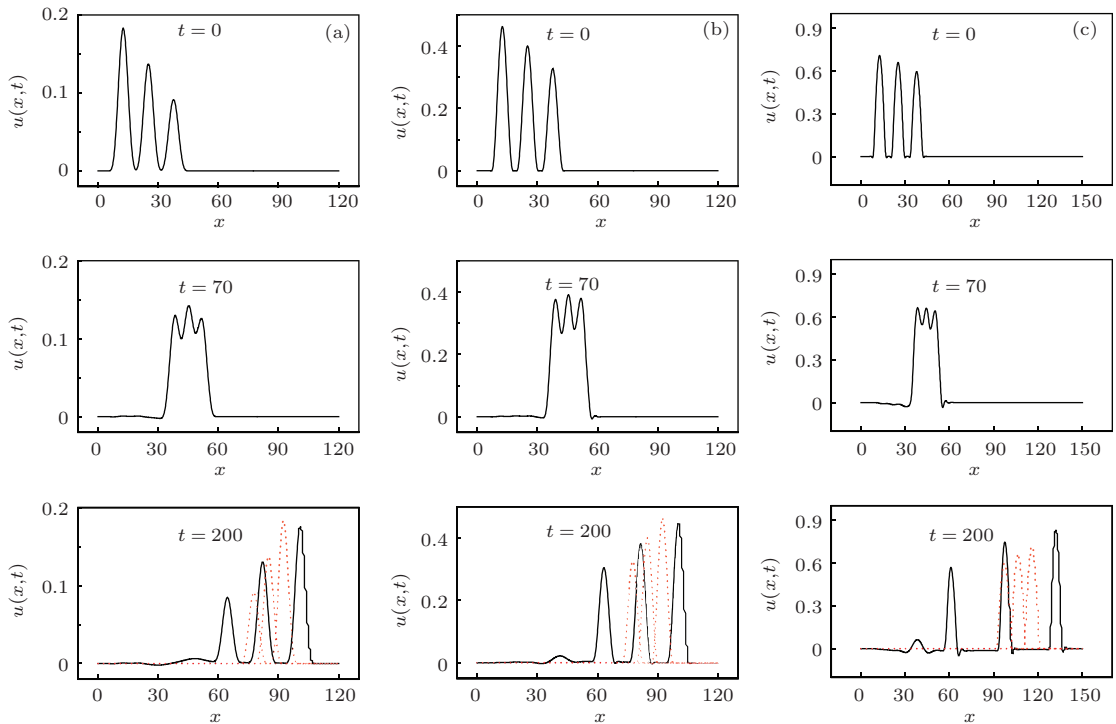 0.2
t = 0
(a)
0.1
u(x,t)
0
0 30 60 90 120
x
0.4
t = 0
(b)
0.2
u(x,t)
0
0 30 60 90 120
x
0.9
t = 0
(c)
0.6
u(x,t)
0.3
0
0 30 60 90 120 150
x
0.2
t = 70
0.1
u(x,t)
0
0 30 60 90 120
x
0.4
t = 70
0.2
u(x,t)
0
0 30 60 90 120
x
0.9
t = 70
0.6
u(x,t)
0.3
0
0 30 60 90 120 150
x
0.2
t = 200
0.1
u(x,t)
0
0 30 60 90 120
x
0.4
t = 200
0.2
u(x,t)
0
0 30 60 90 120
x
0.9
t = 200
0.6
u(x,t)
0.3
0
0 30 60 90 120 150
x